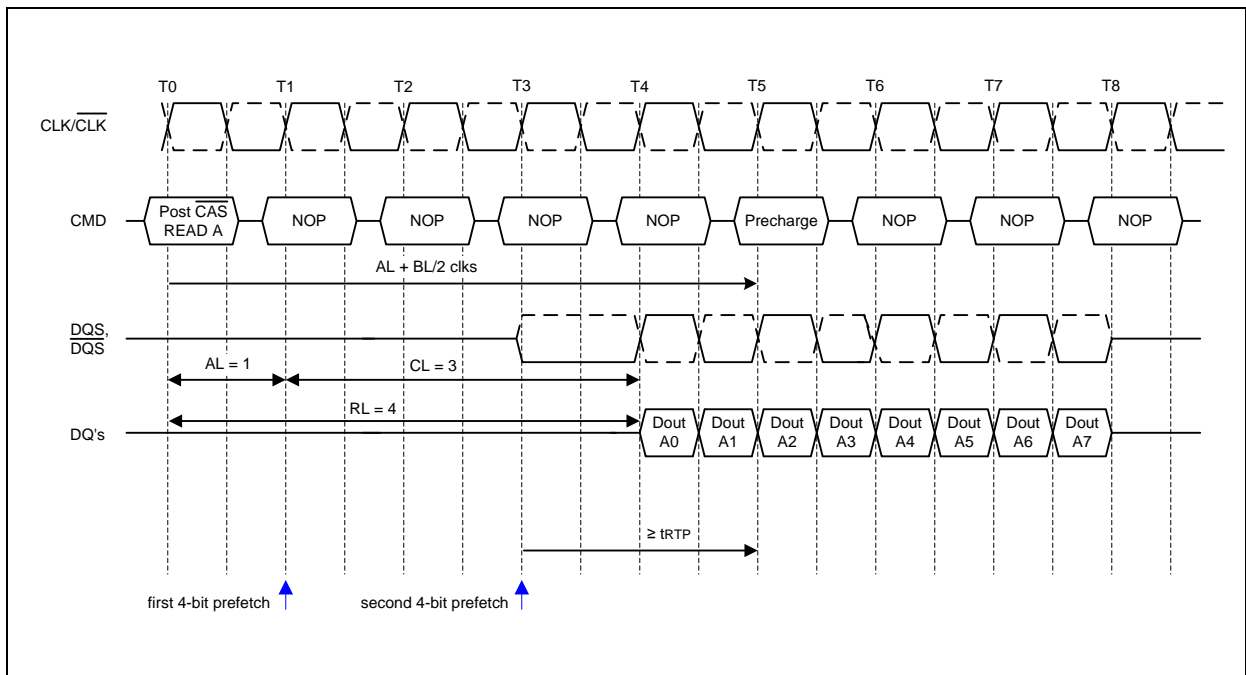 T0 T1 T2 T3 T4 T5 T6 T7 T8
CLK/CLK
CMD
Post CAS
READ A
NOP NOP NOP NOP Precharge NOP NOP NOP
AL + BL/2 clks
DQS,
DQS
AL = 1
CL = 3
RL = 4
DQ's
Dout Dout Dout Dout Dout Dout Dout Dout
A0 A1 A2 A3 A4 A5 A6 A7
≥ tRTP
first 4-bit prefetch
second 4-bit prefetch